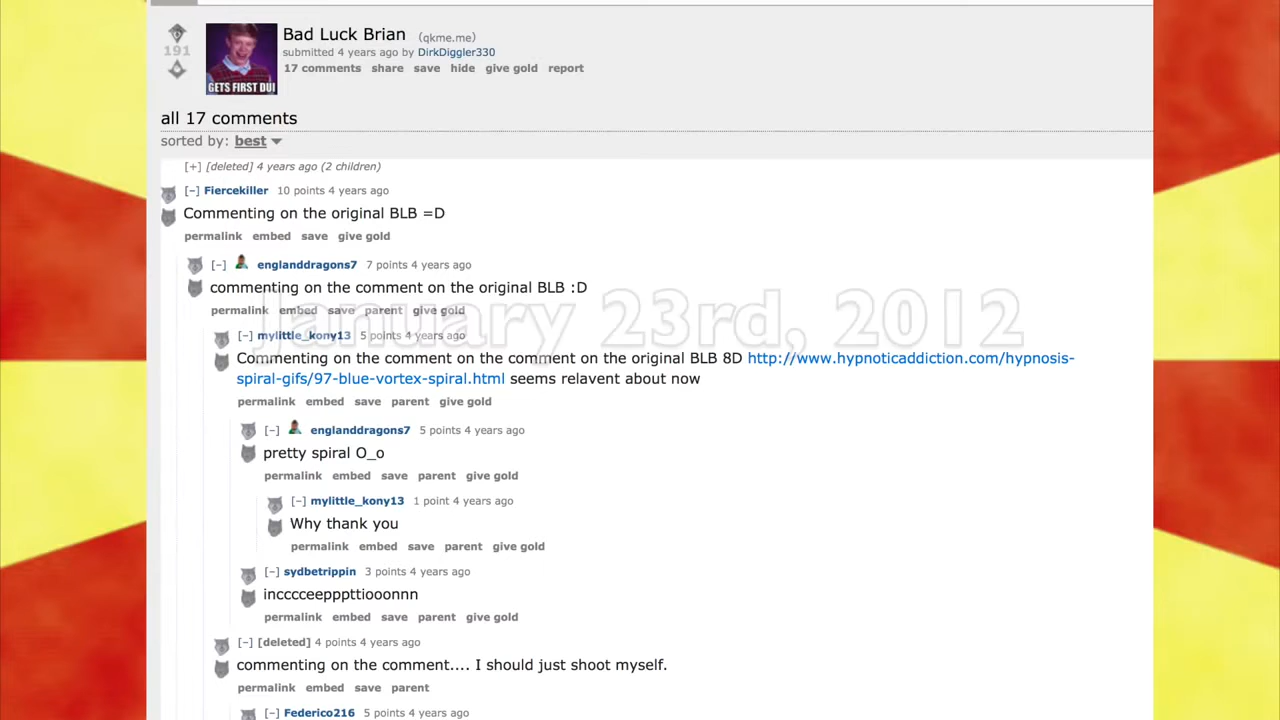 Bad Luck Brian (qkme.me)
191
submitted 4 years ago by DirkDiggler330
GETS FIRST DUI
17 comments share save hide give gold report
all 17 comments
sorted by: best
[+] [deleted] 4 years ago (2 children)
[–] Fiercekiller 10 points 4 years ago
Commenting on the original BLB =D
permalink embed save give gold
[–] englanddragons7 7 points 4 years ago
commenting on the comment on the original BLB :D
permalink embed save parent give gold
January 23rd, 2012
[–] mylittle_kony13 5 points 4 years ago
Commenting on the comment on the comment on the original BLB 8D http://www.hypnoticaddiction.com/hypnosis-
spiral-gifs/97-blue-vortex-spiral.html seems relavent about now
permalink embed save parent give gold
[–] englanddragons7 5 points 4 years ago
pretty spiral O_o
permalink embed save parent give gold
[–] mylittle_kony13 1 point 4 years ago
Why thank you
permalink embed save parent give gold
[–] sydbetrippin 3 points 4 years ago
incccceepppttiooonnn
permalink embed save parent give gold
[–] [deleted] 4 points 4 years ago
commenting on the comment.... I should just shoot myself.
permalink embed save parent
[–] Federico216 5 points 4 years ago